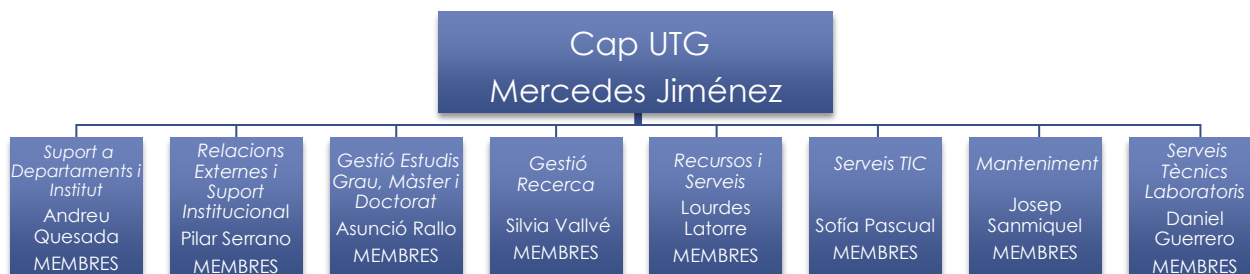 Cap UTG
Mercedes Jiménez
Suport a
Departaments i
Institut
Andreu
Quesada
MEMBRES
Relacions
Externes i
Suport
Institucional
Pilar Serrano
MEMBRES
Gestió Estudis
Grau, Màster i
Doctorat
Asunció Rallo
MEMBRES
Gestió
Recerca
Silvia Vallvé
MEMBRES
Recursos i
Serveis
Lourdes
Latorre
MEMBRES
Serveis TIC
Sofía Pascual
MEMBRES
Manteniment
Josep
Sanmiquel
MEMBRES
Serveis
Tècnics
Laboratoris
Daniel
Guerrero
MEMBRES